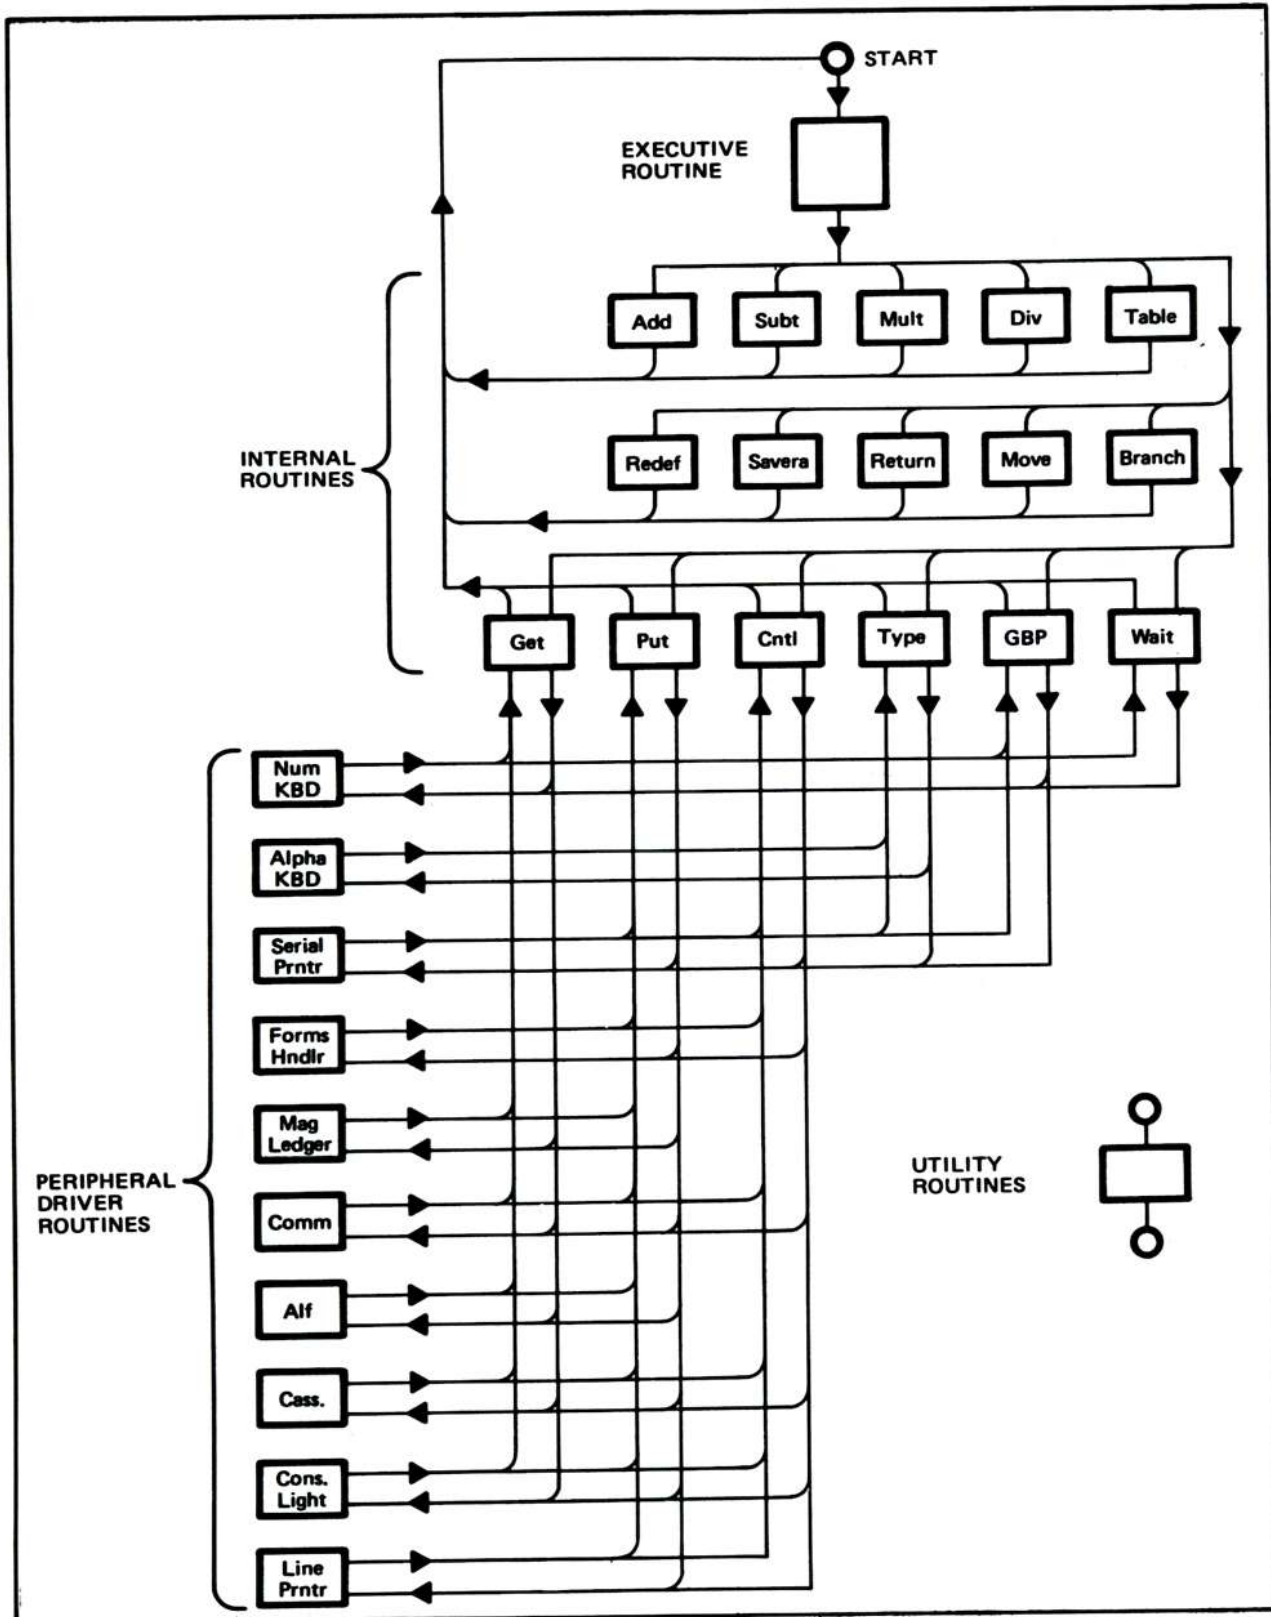 START
EXECUTIVE
ROUTINE
Add
Subt
Mult
Div
Table
INTERNAL
ROUTINES
Redef
Savera
Return
Move
Branch
Get
Put
Cntl
Type
GBP
Wait
Num
KBD
Alpha
KBD
Serial
Prntr
Forms
Hndlr
Mag
Ledger
PERIPHERAL
DRIVER
ROUTINES
UTILITY
ROUTINES
Comm
Alf
Cass.
Cons.
Light
Line
Prntr